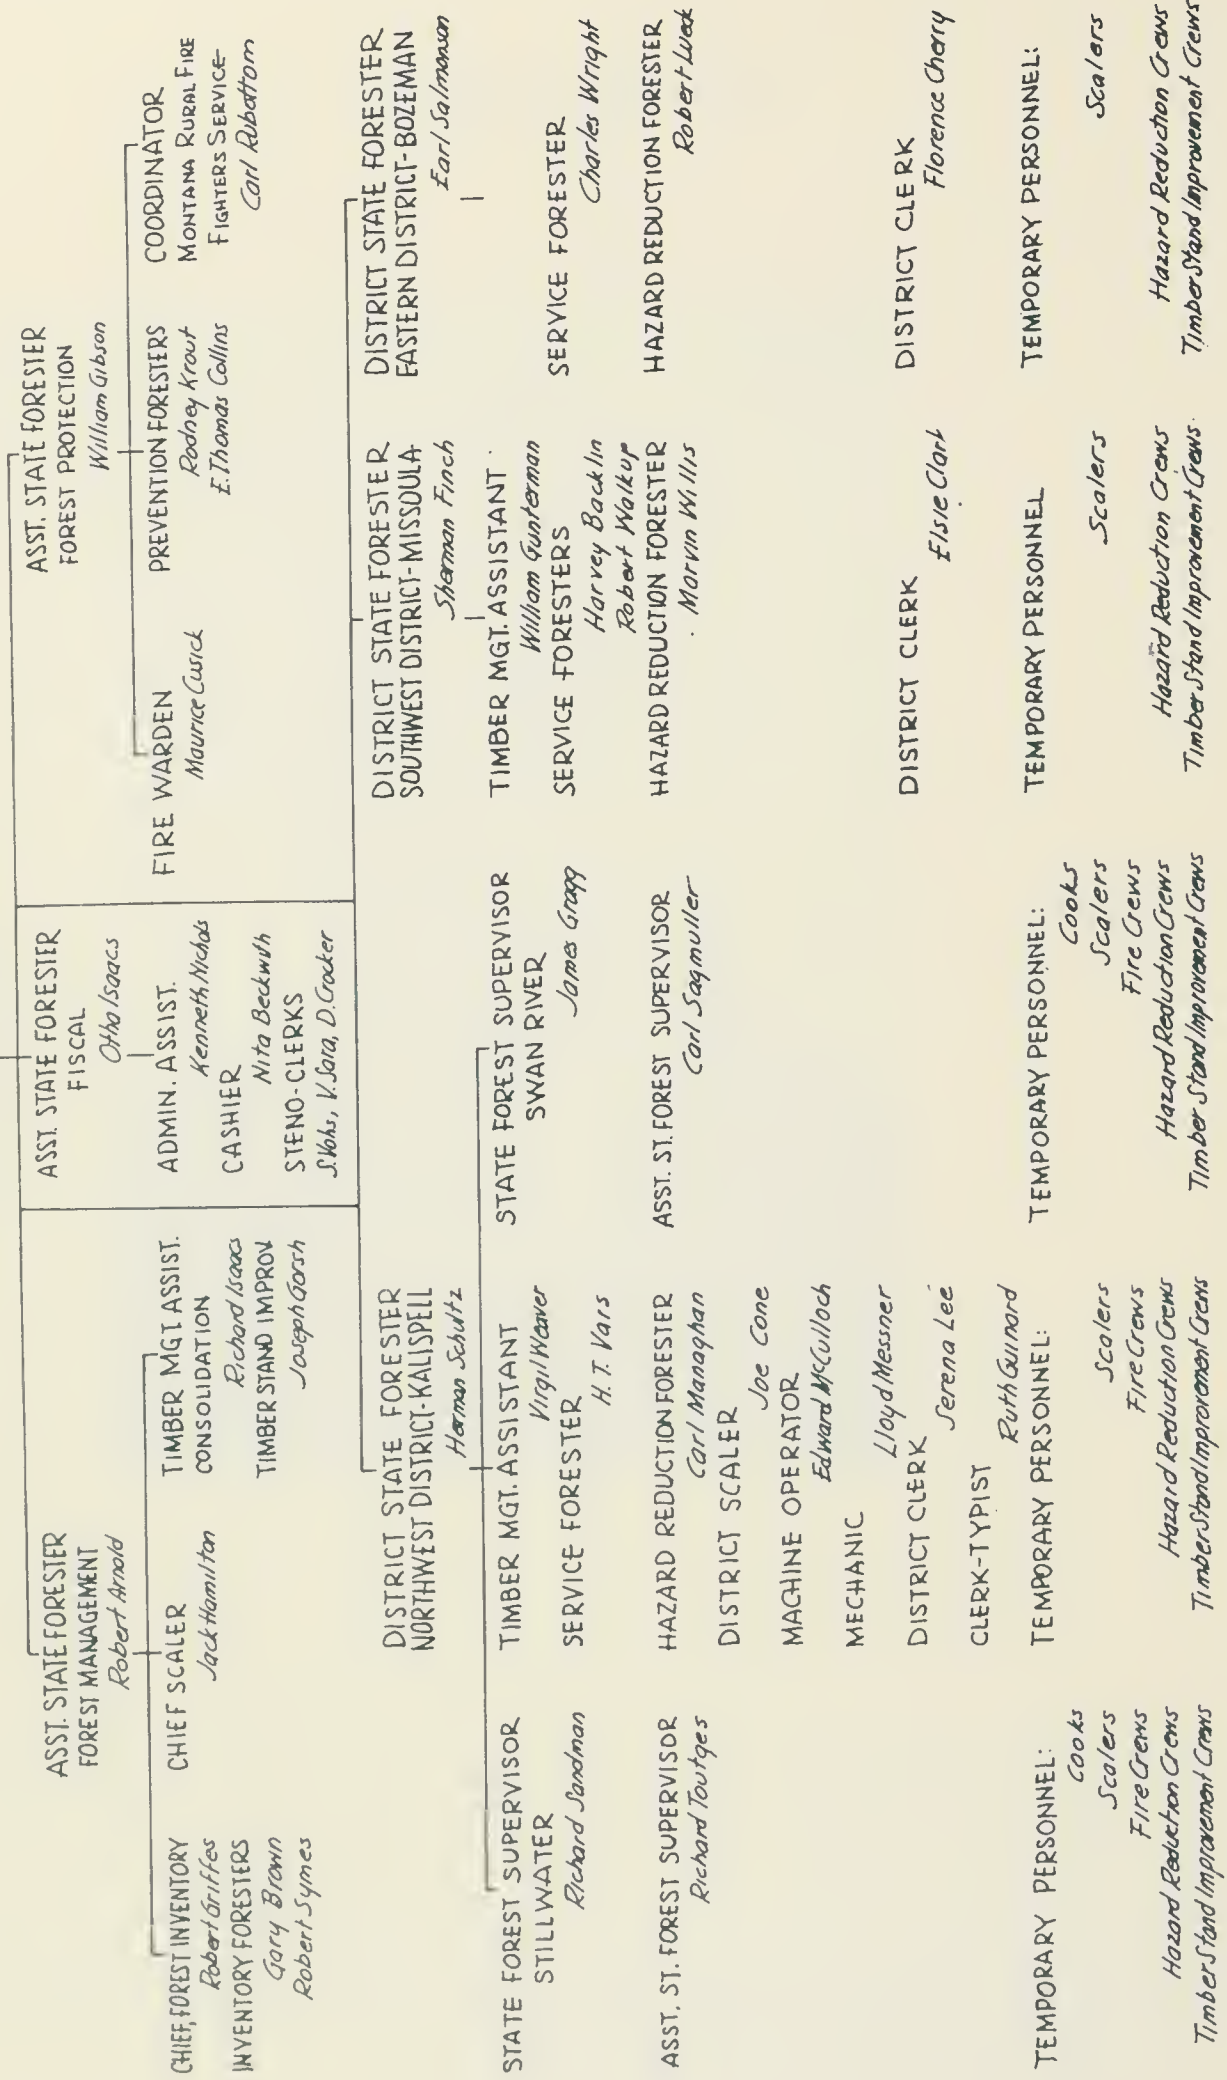 ASST. STATE FORESTER
FOREST MANAGEMENT
Robert Arnold
ASST. STATE FORESTER
FISCAL
Otho Isaacs
ASST. STATE FORESTER
FOREST PROTECTION
William Gibson
CHIEF, FOREST INVENTORY
Robert Griffes
INVENTORY FORESTERS
Gary Brown
Robert Symes
CHIEF SCALER
Jack Hamilton
TIMBER MGT. ASSIST.
CONSOLIDATION
Richard Isaacs
TIMBER STAND IMPROV.
Joseph Gorsh
ADMIN. ASSIST.
Kenneth Nichols
CASHIER
Nita Beckwith
STENO-CLERKS
S. Vohs, V. Sara, D. Crocker
FIRE WARDEN
Maurice Cusick
PREVENTION FORESTERS
Rodney Krout
E. Thomas Collins
COORDINATOR
MONTANA RURAL FIRE
FIGHTERS SERVICE
Carl Rubottom
DISTRICT STATE FORESTER
NORTHWEST DISTRICT-KALISPELL
Herman Schultz
DISTRICT STATE FORESTER
SOUTHWEST DISTRICT-MISSOULA
Sherman Finch
DISTRICT STATE FORESTER
EASTERN DISTRICT-BOZEMAN
Earl Salmonson
STATE FOREST SUPERVISOR
STILLWATER
Richard Sandman
ASST. ST. FOREST SUPERVISOR
Richard Toutges
TEMPORARY PERSONNEL:
Cooks
Scalers
Fire Crews
Hazard Reduction Crews
Timber Stand Improvement Crews
TIMBER MGT. ASSISTANT
Virgil Weaver
SERVICE FORESTER
H. T. Vars
HAZARD REDUCTION FORESTER
Carl Managhan
DISTRICT SCALER
Joe Cone
MACHINE OPERATOR
Edward McCulloch
MECHANIC
Lloyd Messner
DISTRICT CLERK
Serena Lee
CLERK-TYPIST
Ruth Guinard
TEMPORARY PERSONNEL:
Scalers
Fire Crews
Hazard Reduction Crews
Timber Stand Improvement Crews
STATE FOREST SUPERVISOR
SWAN RIVER
James Gragg
ASST. ST. FOREST SUPERVISOR
Carl Sagmuller
TEMPORARY PERSONNEL:
Cooks
Scalers
Fire Crews
Hazard Reduction Crews
Timber Stand Improvement Crews
TIMBER MGT. ASSISTANT
William Gunterman
SERVICE FORESTERS
Harvey Backlin
Robert Walkup
HAZARD REDUCTION FORESTER
Marvin Willis
DISTRICT CLERK
Elsie Clark
TEMPORARY PERSONNEL
Scalers
Hazard Reduction Crews
Timber Stand Improvement Crews
SERVICE FORESTER
Charles Wright
HAZARD REDUCTION FORESTER
Robert Lueck
DISTRICT CLERK
Florence Cherry
TEMPORARY PERSONNEL:
Scalers
Hazard Reduction Crews
Timber Stand Improvement Crews